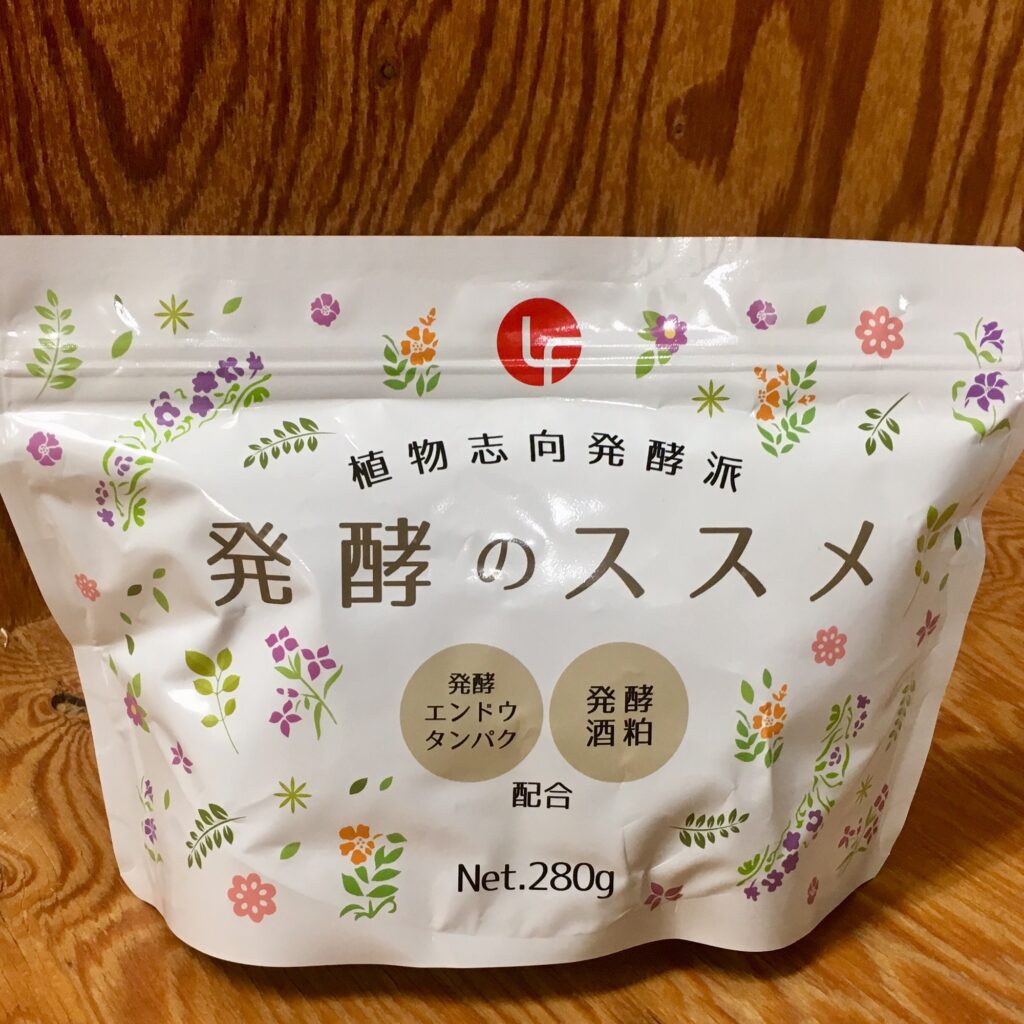 LF
植物志向発酵派
発酵のススメ
発酵
エンドウ
タンパク
発酵
酒粕
配合
Net.280g